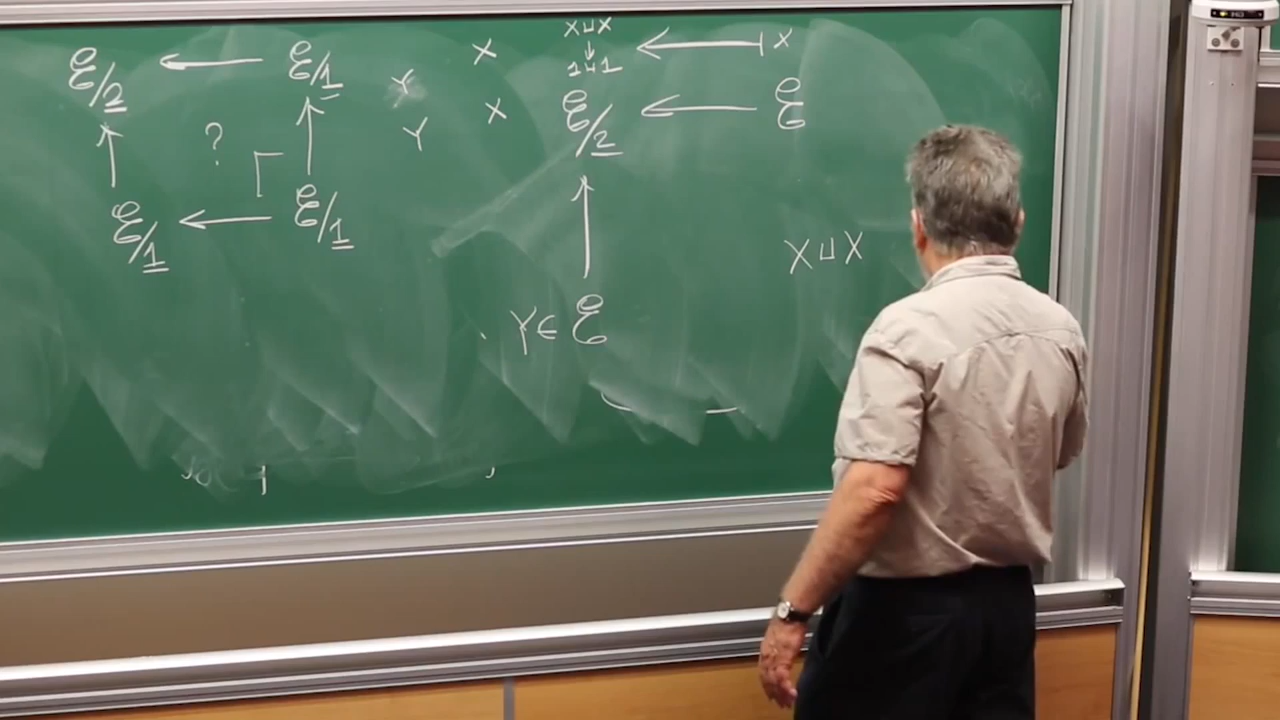 X⊔X
↓
1⊔1 ⟵| X
ℰ/2 ⟵ ℰ/1 Y X
Y X ℰ/2 ⟵ ℰ
↑ ? ↑ ↑
ℰ/1 ⟵ ℰ/1
X⊔X
Y∈ℰ